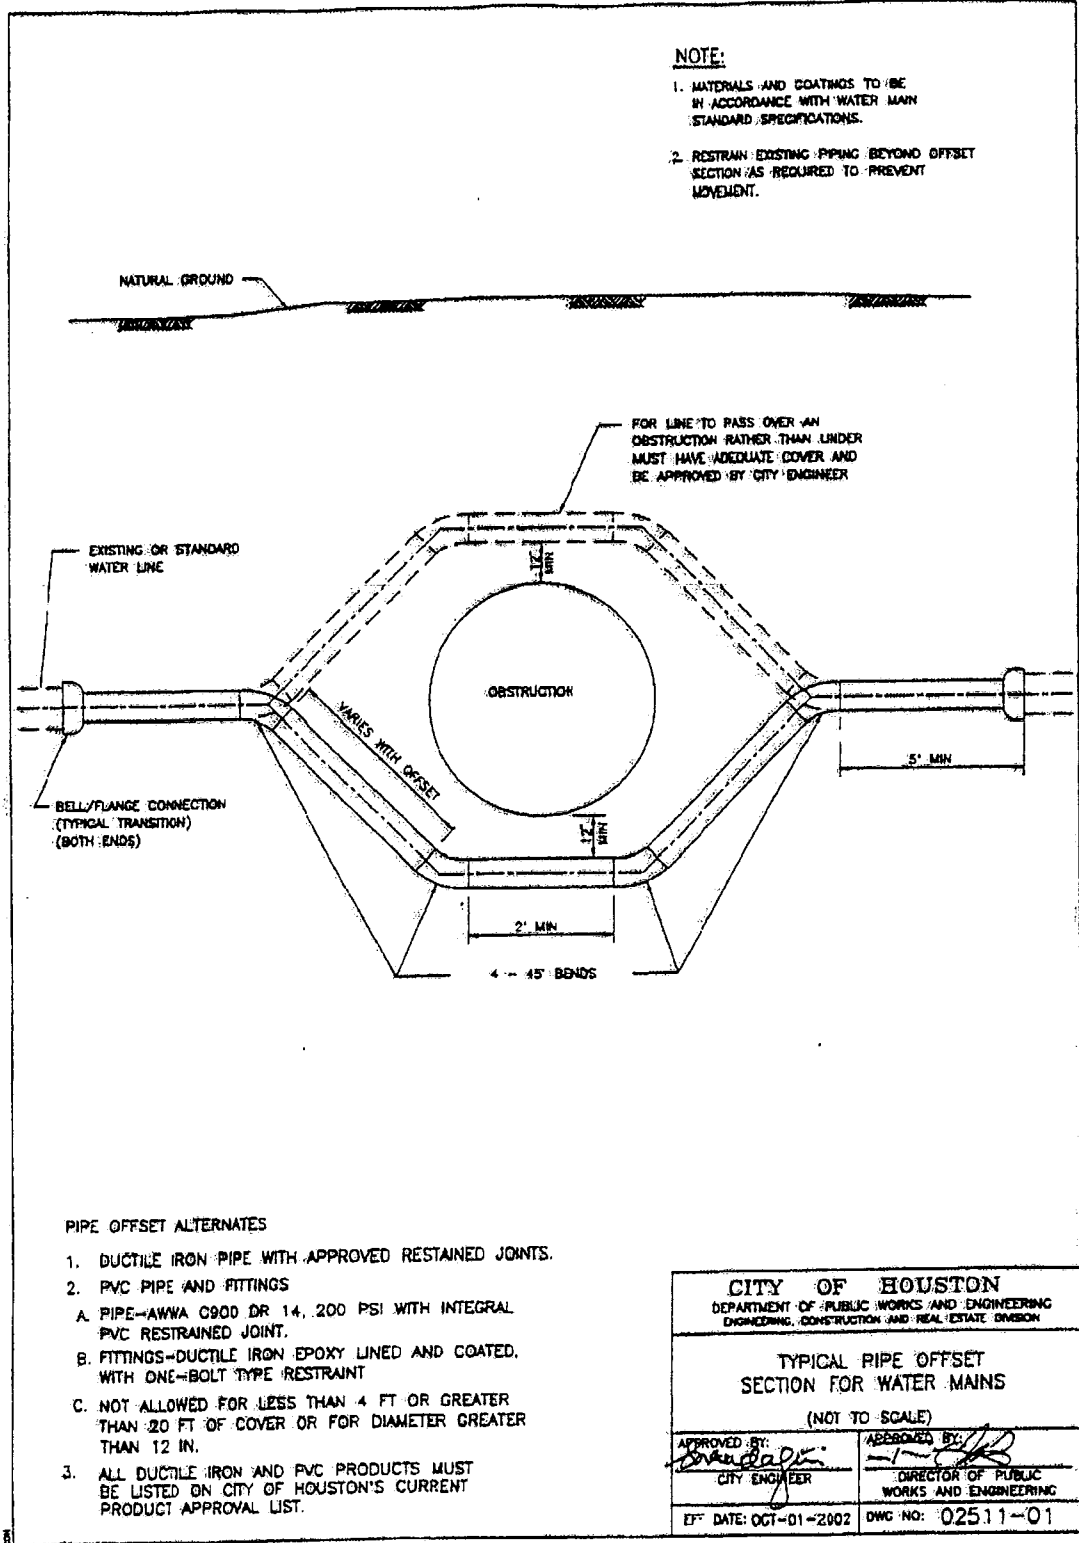 NOTE:
1. MATERIALS AND COATINGS TO BE
IN ACCORDANCE WITH WATER MAIN
STANDARD SPECIFICATIONS.
2. RESTRAIN EXISTING PIPING BEYOND OFFSET
SECTION AS REQUIRED TO PREVENT
MOVEMENT.
NATURAL GROUND
FOR LINE TO PASS OVER AN
OBSTRUCTION RATHER THAN UNDER
MUST HAVE ADEQUATE COVER AND
BE APPROVED BY CITY ENGINEER
EXISTING OR STANDARD
WATER LINE
12"
MIN
OBSTRUCTION
VARIES WITH OFFSET
5' MIN
BELL/FLANGE CONNECTION
(TYPICAL TRANSITION)
(BOTH ENDS)
12"
MIN
2' MIN
4 - 45° BENDS
PIPE OFFSET ALTERNATES
1. DUCTILE IRON PIPE WITH APPROVED RESTAINED JOINTS.
2. PVC PIPE AND FITTINGS
A. PIPE-AWWA C900 DR 14, 200 PSI WITH INTEGRAL
PVC RESTRAINED JOINT.
B. FITTINGS-DUCTILE IRON EPOXY LINED AND COATED,
WITH ONE-BOLT TYPE RESTRAINT
C. NOT ALLOWED FOR LESS THAN 4 FT OR GREATER
THAN 20 FT OF COVER OR FOR DIAMETER GREATER
THAN 12 IN.
3. ALL DUCTILE IRON AND PVC PRODUCTS MUST
BE LISTED ON CITY OF HOUSTON'S CURRENT
PRODUCT APPROVAL LIST.
CITY OF HOUSTON
DEPARTMENT OF PUBLIC WORKS AND ENGINEERING
ENGINEERING, CONSTRUCTION AND REAL ESTATE DIVISION
TYPICAL PIPE OFFSET
SECTION FOR WATER MAINS
(NOT TO SCALE)
APPROVED BY:
CITY ENGINEER
APPROVED BY:
DIRECTOR OF PUBLIC
WORKS AND ENGINEERING
EFF DATE: OCT-01-2002
DWG NO: 02511-01